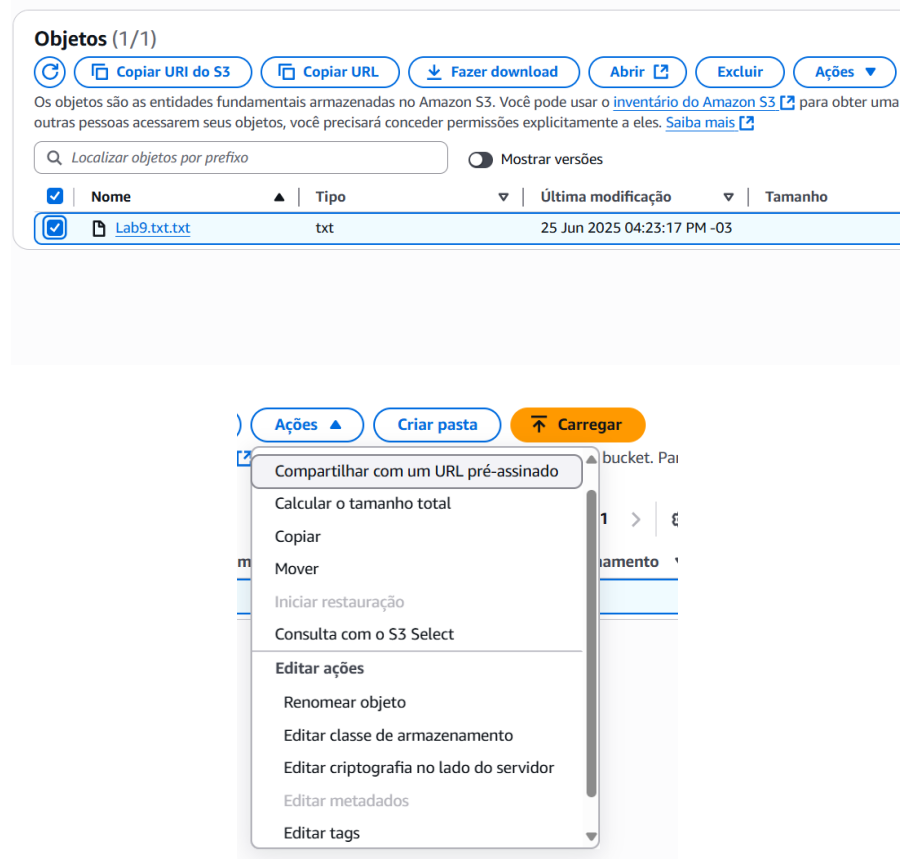 Objetos (1/1)
Copiar URI do S3 Copiar URL Fazer download Abrir Excluir Ações
Os objetos são as entidades fundamentais armazenadas no Amazon S3. Você pode usar o inventário do Amazon S3 para obter uma
outras pessoas acessarem seus objetos, você precisará conceder permissões explicitamente a eles. Saiba mais
Localizar objetos por prefixo Mostrar versões
Nome Tipo Última modificação Tamanho
Lab9.txt.txt txt 25 Jun 2025 04:23:17 PM -03
Ações Criar pasta Carregar
bucket. Par
Compartilhar com um URL pré-assinado
Calcular o tamanho total
1
Copiar
Mover
amento
Iniciar restauração
Consulta com o S3 Select
Editar ações
Renomear objeto
Editar classe de armazenamento
Editar criptografia no lado do servidor
Editar metadados
Editar tags